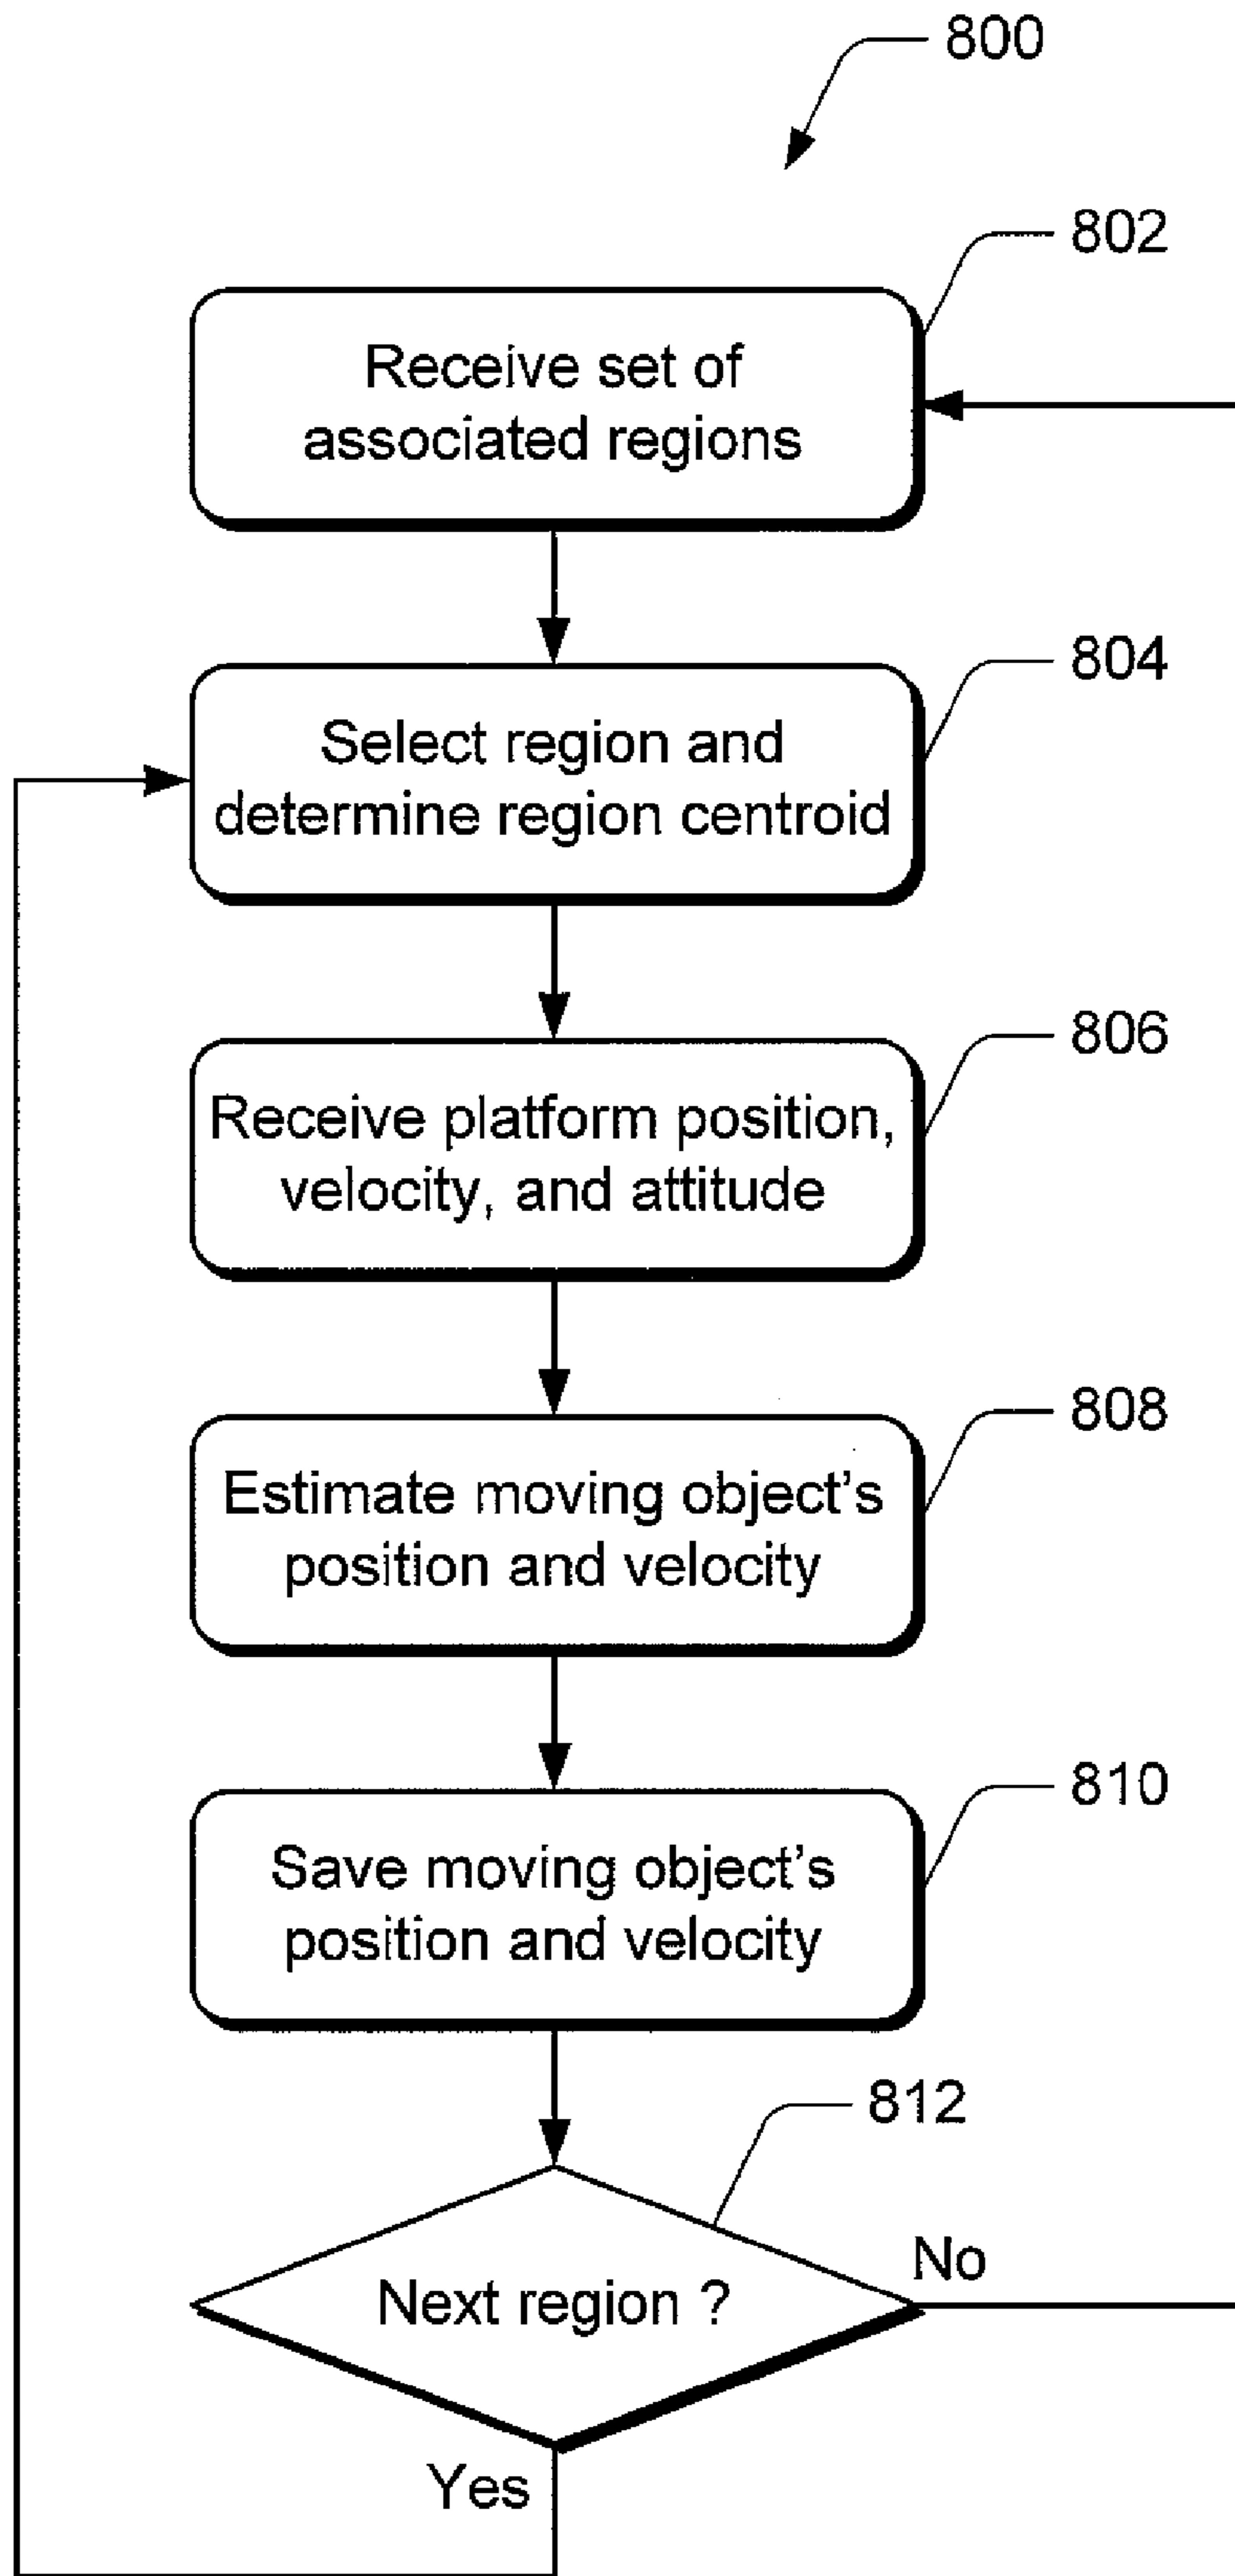 800
802
Receive set of
associated regions
804
Select region and
determine region centroid
806
Receive platform position,
velocity, and attitude
808
Estimate moving object's
position and velocity
810
Save moving object's
position and velocity
812
Next region ?
No
Yes